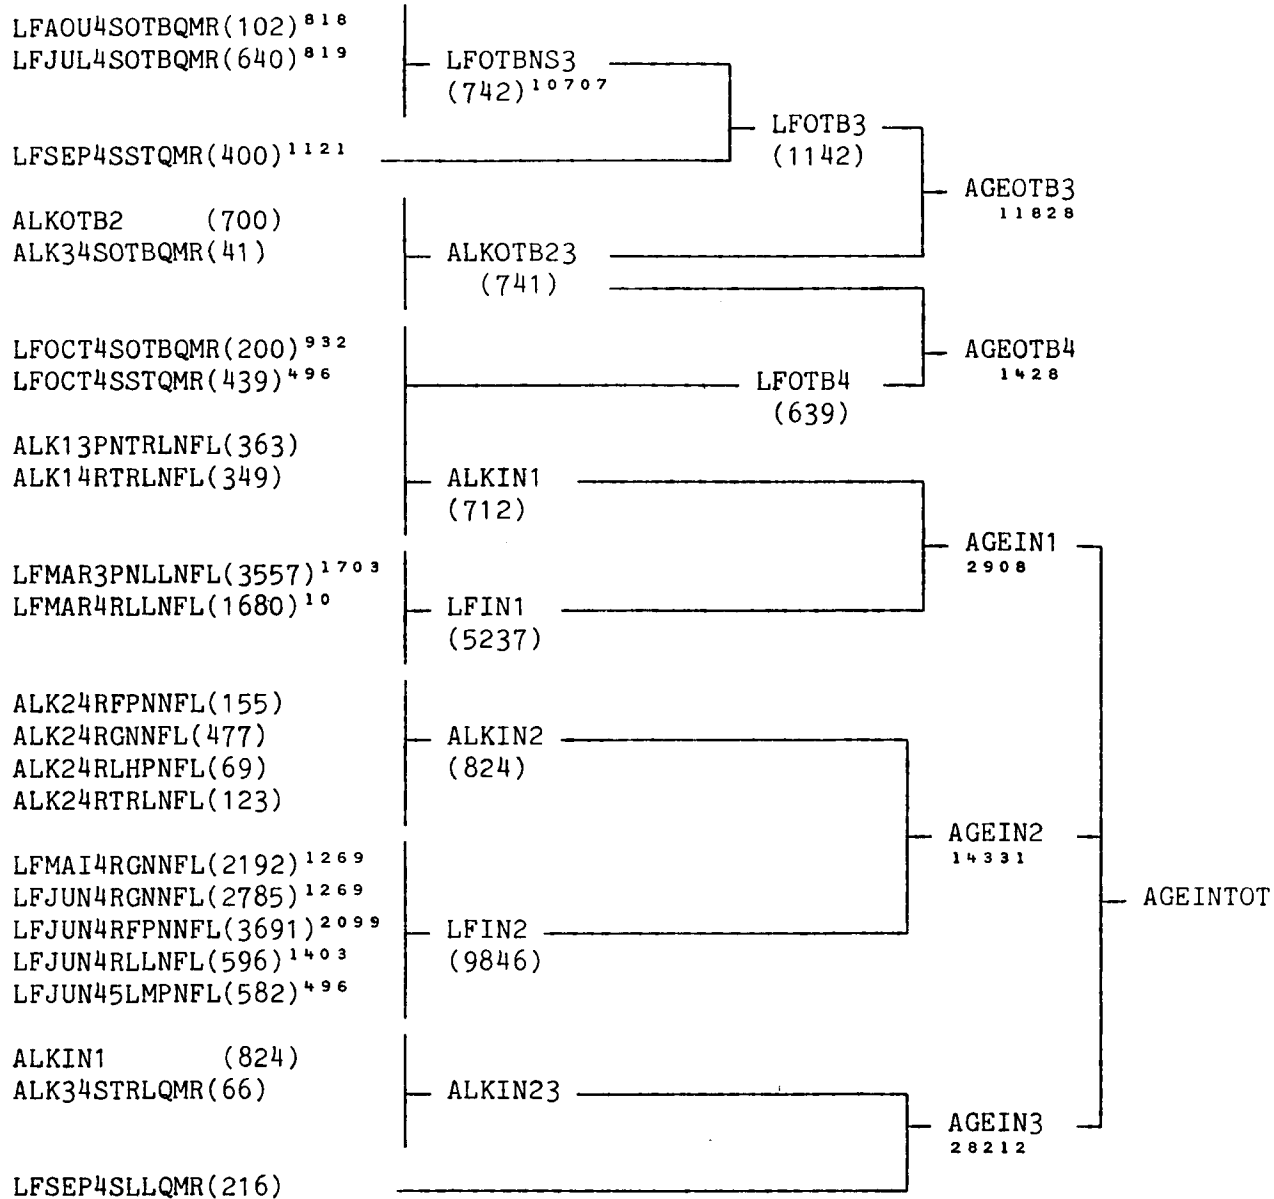 LFAOU4SOTBQMR(102)⁸¹⁸
LFJUL4SOTBQMR(640)⁸¹⁹
LFOTBNS3
(742)¹⁰⁷⁰⁷
LFOTB3
(1142)
LFSEP4SSTQMR(400)¹¹²¹
AGEOTB3
11828
ALKOTB2 (700)
ALK34SOTBQMR(41)
ALKOTB23
(741)
LFOCT4SOTBQMR(200)⁹³²
LFOCT4SSTQMR(439)⁴⁹⁶
AGEOTB4
1428
LFOTB4
(639)
ALK13PNTRLNFL(363)
ALK14RTRLNFL(349)
ALKIN1
(712)
AGEIN1
2908
LFMAR3PNLLNFL(3557)¹⁷⁰³
LFMAR4RLLNFL(1680)¹⁰
LFIN1
(5237)
ALK24RFPNNFL(155)
ALK24RGNNFL(477)
ALK24RLHPNFL(69)
ALK24RTRLNFL(123)
ALKIN2
(824)
AGEIN2
14331
LFMAI4RGNNFL(2192)¹²⁶⁹
LFJUN4RGNNFL(2785)¹²⁶⁹
LFJUN4RFPNNFL(3691)²⁰⁹⁹
LFJUN4RLLNFL(596)¹⁴⁰³
LFJUN45LMPNFL(582)⁴⁹⁶
LFIN2
(9846)
AGEINTOT
ALKIN1 (824)
ALK34STRLQMR(66)
ALKIN23
AGEIN3
28212
LFSEP4SLLQMR(216)